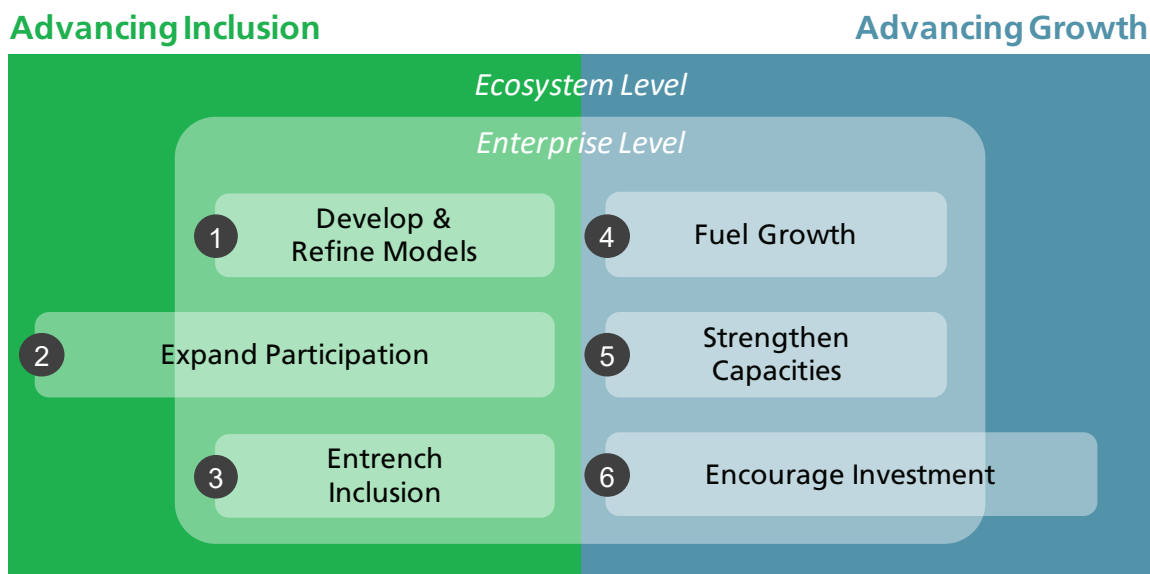 Advancing Inclusion
Advancing Growth
Ecosystem Level
Enterprise Level
1
Develop &
Refine Models
4
Fuel Growth
2
Expand Participation
5
Strengthen
Capacities
3
Entrench
Inclusion
6
Encourage Investment